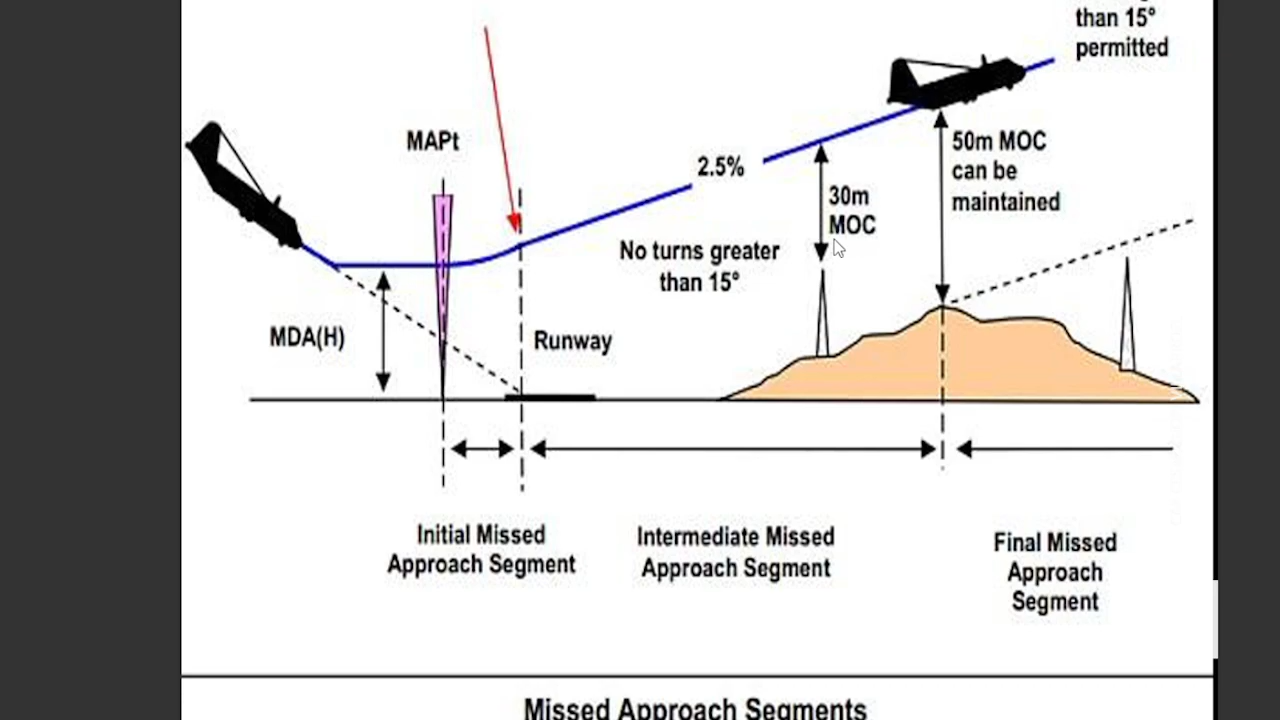 than 15°
permitted
MAPt
50m MOC
can be
maintained
2.5%
30m
MOC
No turns greater
than 15°
MDA(H)
Runway
Initial Missed
Approach Segment
Intermediate Missed
Approach Segment
Final Missed
Approach
Segment
Missed Approach Segments